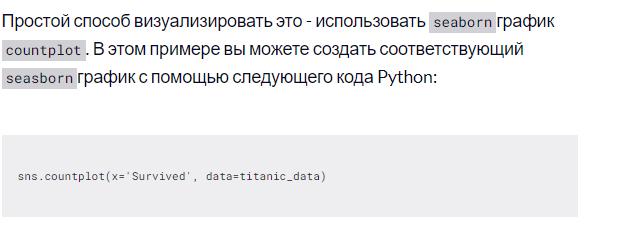 Простой способ визуализировать это - использовать seaborn график
countplot. В этом примере вы можете создать соответствующий
seasborn график с помощью следующего кода Python:
sns.countplot(x='Survived', data=titanic_data)